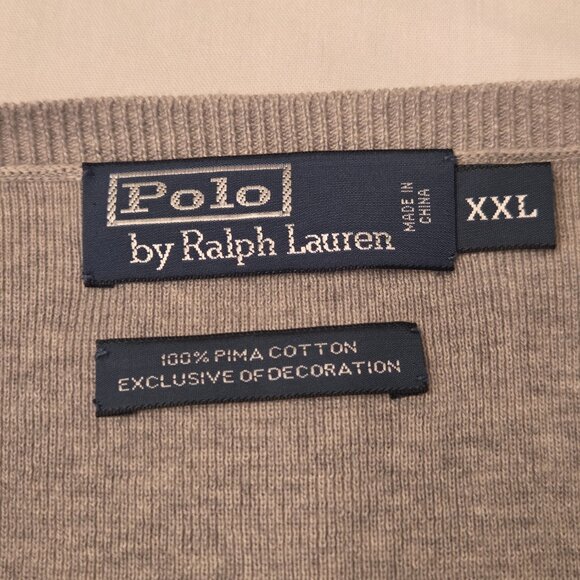 Polo
by Ralph Lauren
MADE IN
CHINA
XXL
100% PIMA COTTON
EXCLUSIVE OF DECORATION